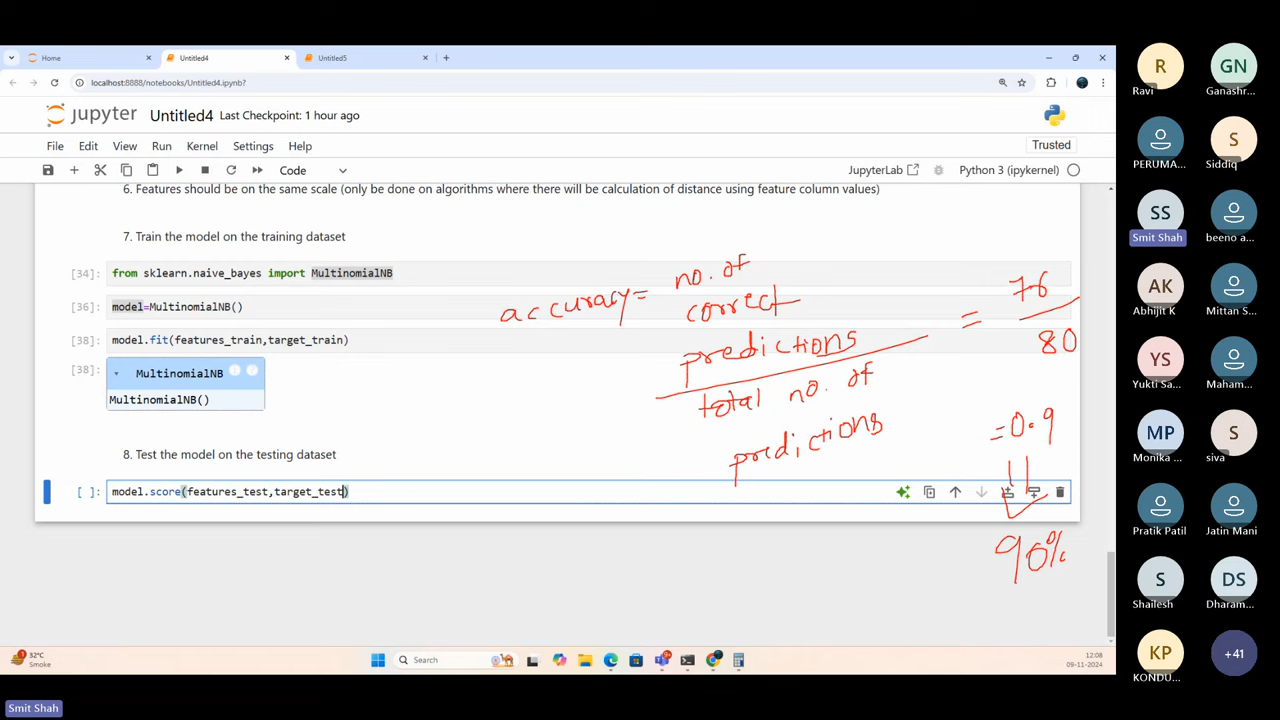 Home
Untitled4
Untitled5
localhost:8888/notebooks/Untitled4.ipynb?
jupyter Untitled4 Last Checkpoint: 1 hour ago
File Edit View Run Kernel Settings Help
Trusted
Code
JupyterLab
Python 3 (ipykernel)
6. Features should be on the same scale (only be done on algorithms where there will be calculation of distance using feature column values)
7. Train the model on the training dataset
[34]: from sklearn.naive_bayes import MultinomialNB
[36]: model=MultinomialNB()
[38]: model.fit(features_train,target_train)
[38]:
MultinomialNB
MultinomialNB()
8. Test the model on the testing dataset
[ ]: model.score(features_test,target_test)
accuracy=
no. of
correct
predictions
total no. of
predictions
=
76
80
=0.9
90%
R
Ravi
GN
Ganashr...
PERUMA...
S
Siddiq
SS
Smit Shah
beeno a...
AK
Abhijit K
Mittan S...
YS
Yukti Sa...
Maham...
MP
Monika ...
S
siva
Pratik Patil
Jatin Mani
S
Shailesh
DS
Dharam...
KP
KONDU...
+41
32°C
Smoke
Search
12:08
09-11-2024
Smit Shah